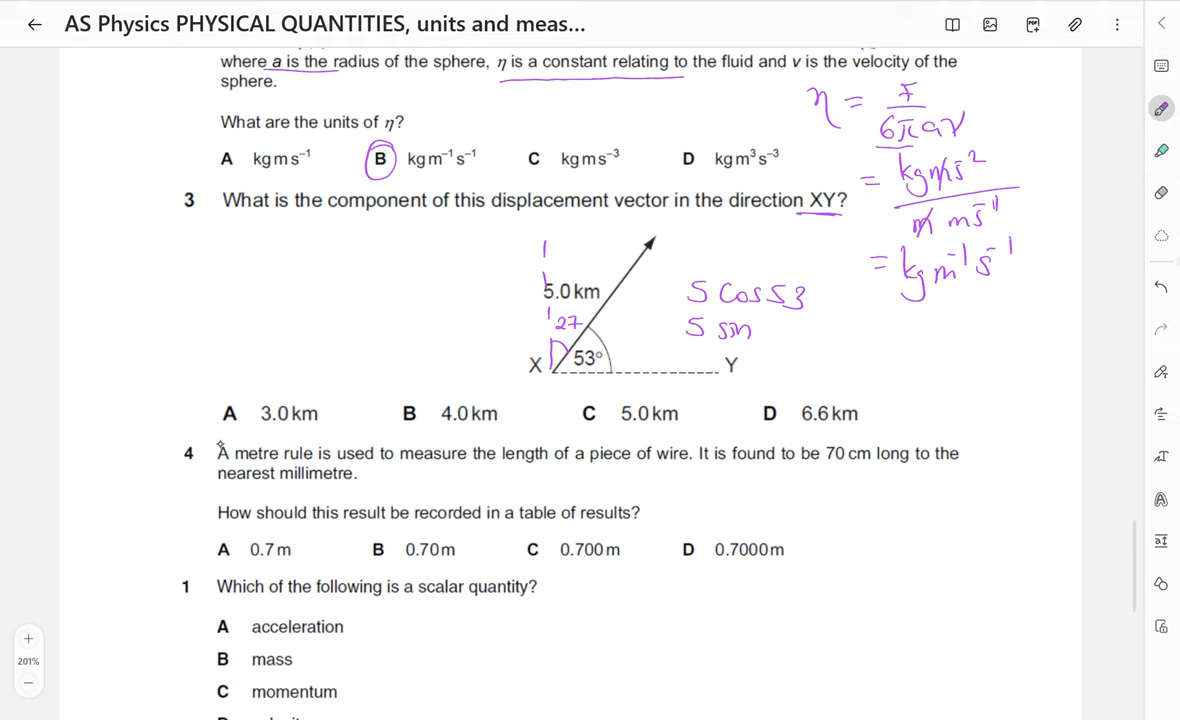 AS Physics PHYSICAL QUANTITIES, units and meas...
where a is the radius of the sphere, η is a constant relating to the fluid and v is the velocity of the
sphere.
What are the units of η?
A kg m s⁻¹ B kg m⁻¹ s⁻¹ C kg m s⁻³ D kg m³ s⁻³
η = F / 6πav
= kg m s⁻² / m m s⁻¹
= kg m⁻¹ s⁻¹
3 What is the component of this displacement vector in the direction XY?
5.0 km
27
53°
X
Y
5 Cos 53
5 sin
A 3.0 km B 4.0 km C 5.0 km D 6.6 km
4 A metre rule is used to measure the length of a piece of wire. It is found to be 70 cm long to the
nearest millimetre.
How should this result be recorded in a table of results?
A 0.7 m B 0.70 m C 0.700 m D 0.7000 m
1 Which of the following is a scalar quantity?
A acceleration
B mass
C momentum
201%